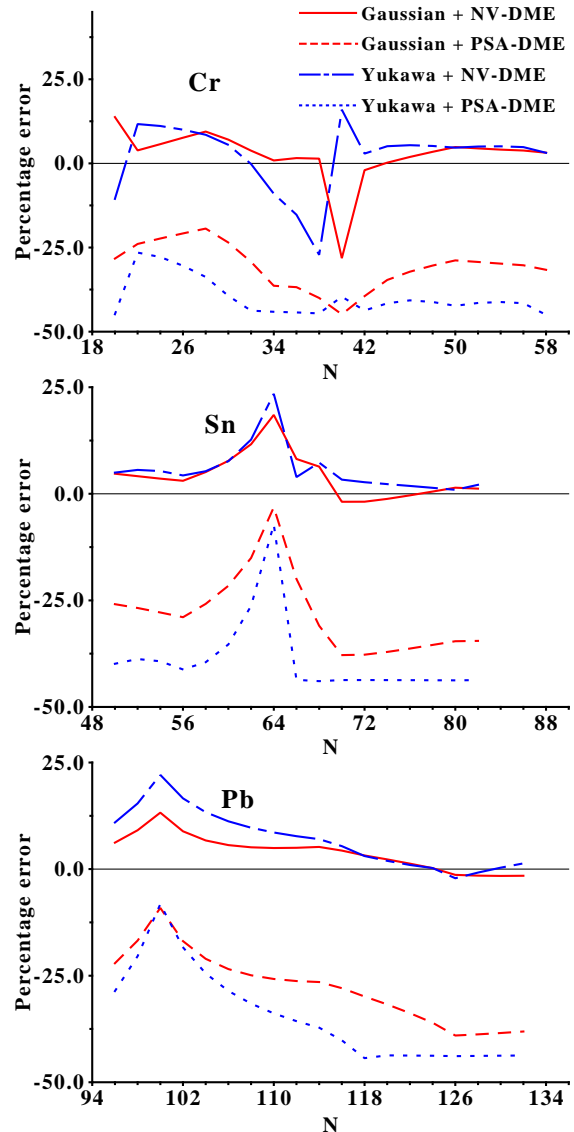 Gaussian + NV-DME
Gaussian + PSA-DME
Yukawa + NV-DME
Yukawa + PSA-DME
Cr
Percentage error
25.0
0.0
-25.0
-50.0
18 26 34 42 50 58
N
Sn
Percentage error
25.0
0.0
-25.0
-50.0
48 56 64 72 80 88
N
Pb
Percentage error
25.0
0.0
-25.0
-50.0
94 102 110 118 126 134
N